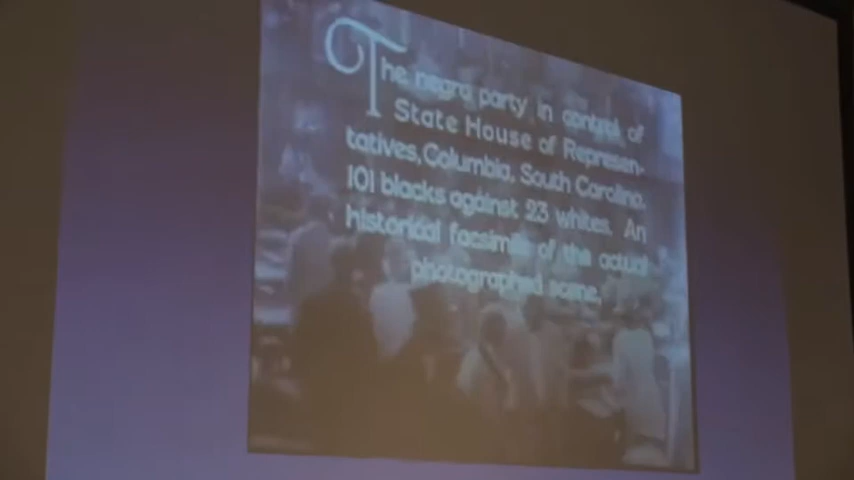 The negro party in control of
State House of Represen-
tatives, Columbia, South Carolina.
101 blacks against 23 whites. An
historical facsimile of the actual
photographed scene.